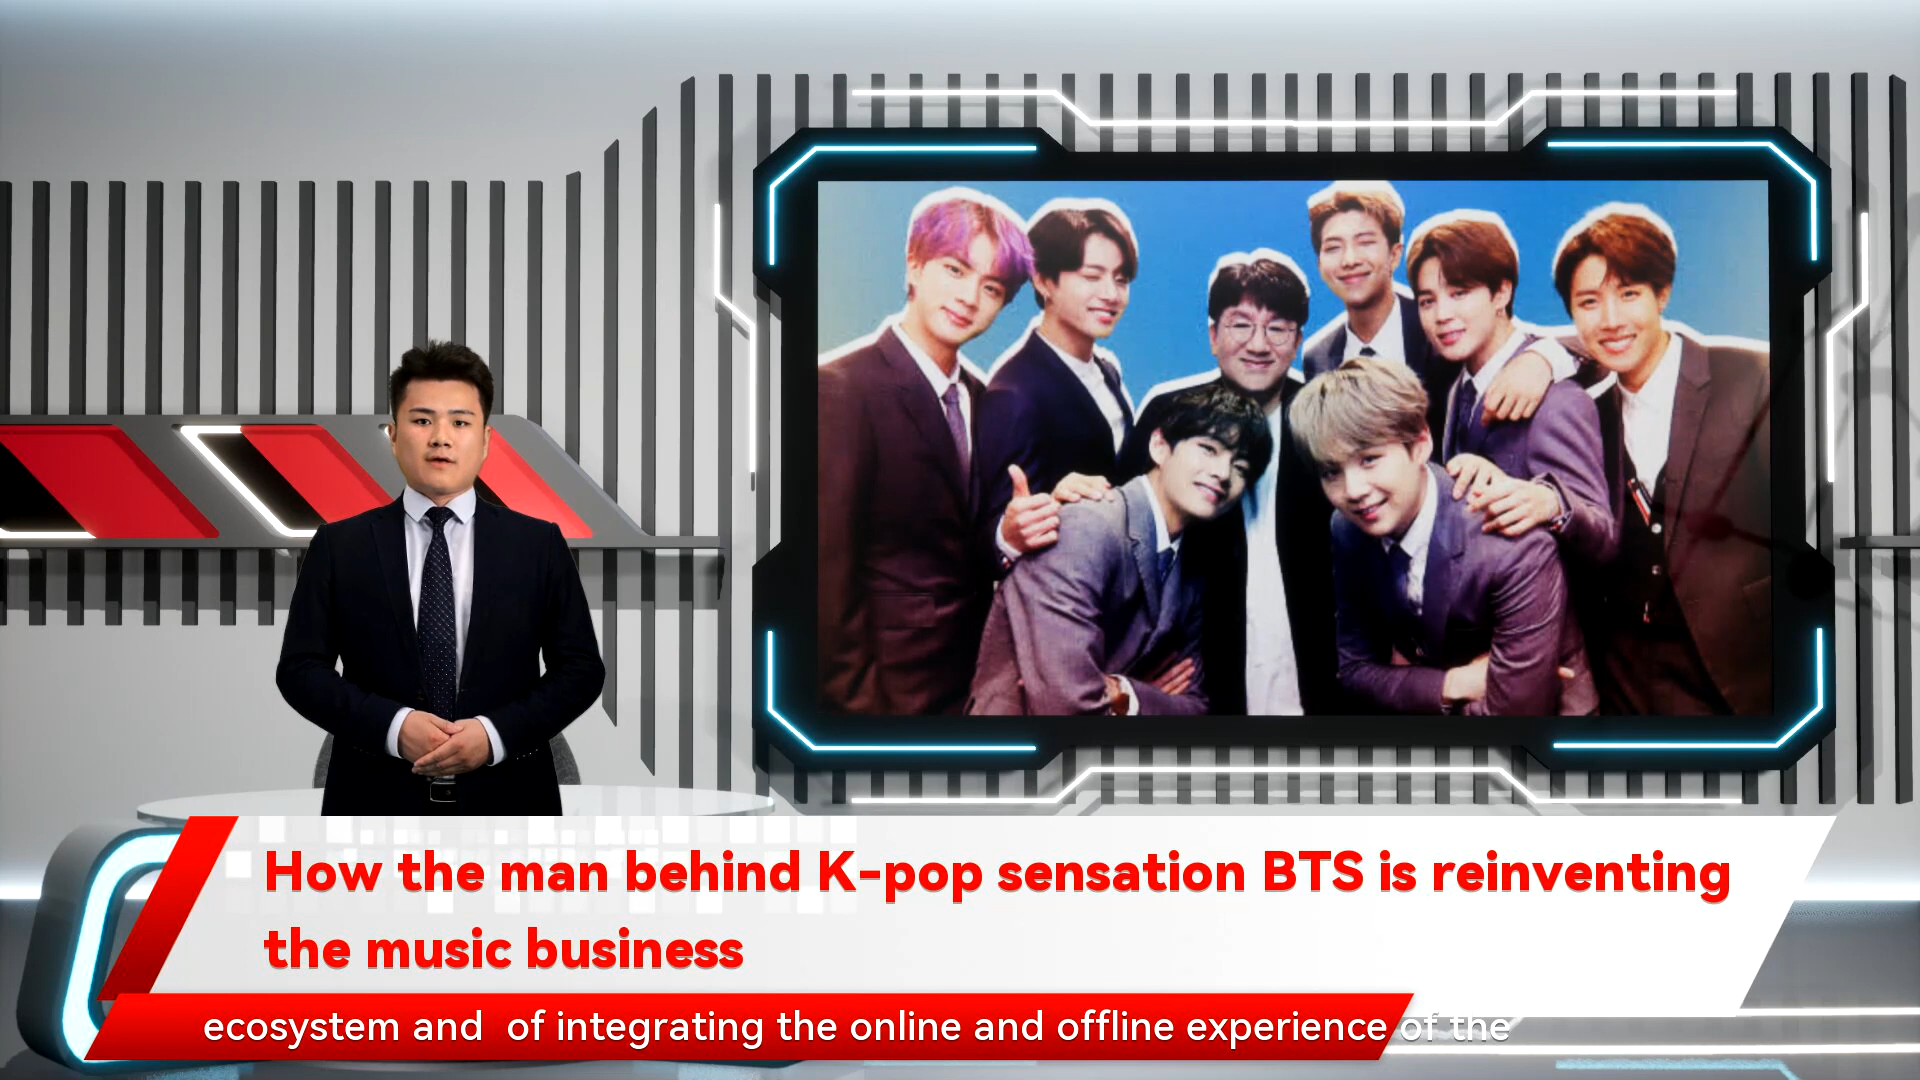 How the man behind K-pop sensation BTS is reinventing
the music business
ecosystem and of integrating the online and offline experience of the